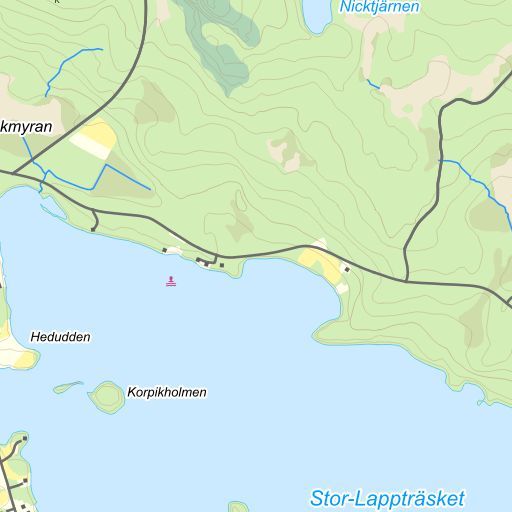 k
Nicktjärnen
kmyran
Hedudden
Korpikholmen
Stor-Lappträsket